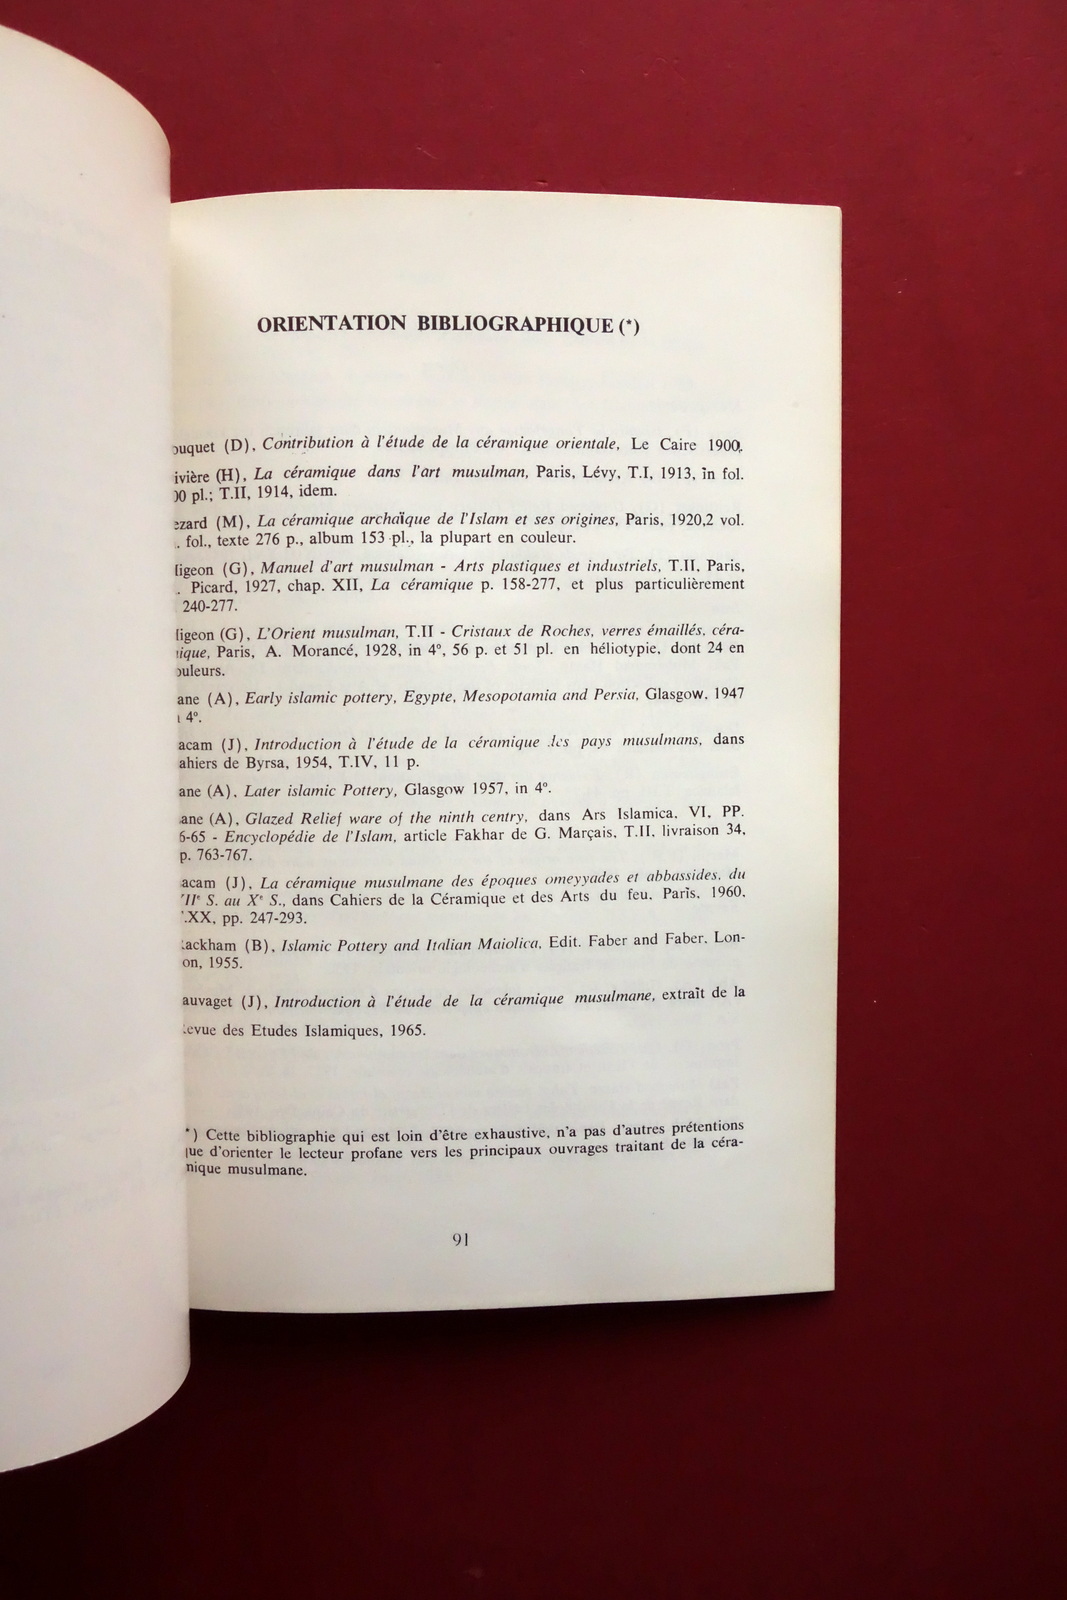 ORIENTATION BIBLIOGRAPHIQUE (*)
ouquet (D), Contribution à l'étude de la céramique orientale, Le Caire 1900.
ivière (H), La céramique dans l'art musulman, Paris, Lévy, T.I, 1913, in fol.
00 pl.; T.II, 1914, idem.
ezard (M), La céramique archaïque de l'Islam et ses origines, Paris, 1920,2 vol.
. fol., texte 276 p., album 153 pl., la plupart en couleur.
ligeon (G), Manuel d'art musulman - Arts plastiques et industriels, T.II, Paris,
. Picard, 1927, chap. XII, La céramique p. 158-277, et plus particulièrement
240-277.
ligeon (G), L'Orient musulman, T.II - Cristaux de Roches, verres émaillés, céra-
ique, Paris, A. Morancé, 1928, in 4°, 56 p. et 51 pl. en héliotypie, dont 24 en
ouleurs.
ane (A), Early islamic pottery, Egypte, Mesopotamia and Persia, Glasgow, 1947
4°.
acam (J), Introduction à l'étude de la céramique des pays musulmans, dans
ahiers de Byrsa, 1954, T.IV, 11 p.
ane (A), Later islamic Pottery, Glasgow 1957, in 4°.
ane (A), Glazed Relief ware of the ninth centry, dans Ars Islamica, VI, PP.
6-65 - Encyclopédie de l'Islam, article Fakhar de G. Marçais, T.II, livraison 34,
p. 763-767.
acam (J), La céramique musulmane des époques omeyyades et abbassides, du
VIIe S. au Xe S., dans Cahiers de la Céramique et des Arts du feu, Paris, 1960,
.XX, pp. 247-293.
ackham (B), Islamic Pottery and Italian Maiolica, Edit. Faber and Faber, Lon-
on, 1955.
auvaget (J), Introduction à l'étude de la céramique musulmane, extraît de la
evue des Etudes Islamiques, 1965.
*) Cette bibliographie qui est loin d'être exhaustive, n'a pas d'autres prétentions
que d'orienter le lecteur profane vers les principaux ouvrages traitant de la céra-
mique musulmane.
91